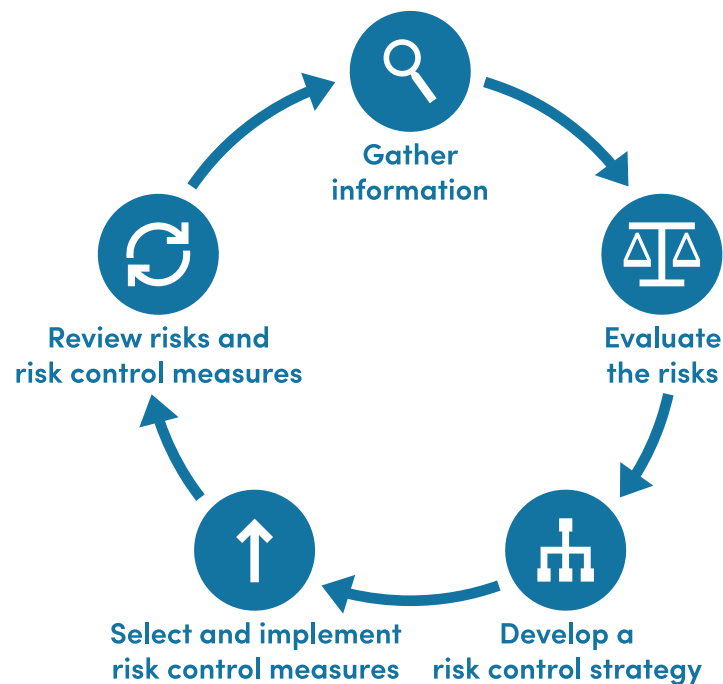 Gather
information
Evaluate
the risks
Develop a
risk control strategy
Select and implement
risk control measures
Review risks and
risk control measures